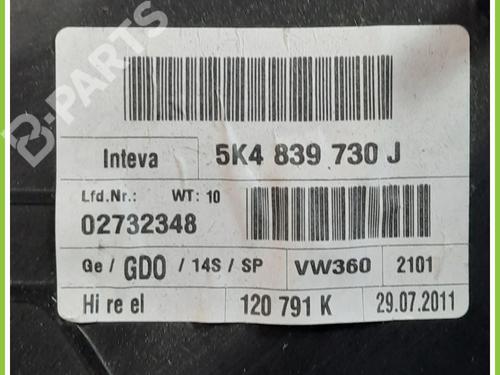 B-PARTS
Inteva 5K4 839 730 J
Lfd.Nr.: WT: 10
02732348
Ge / GDO / 14S / SP VW360 2101
Hi re el 120 791 K 29.07.2011